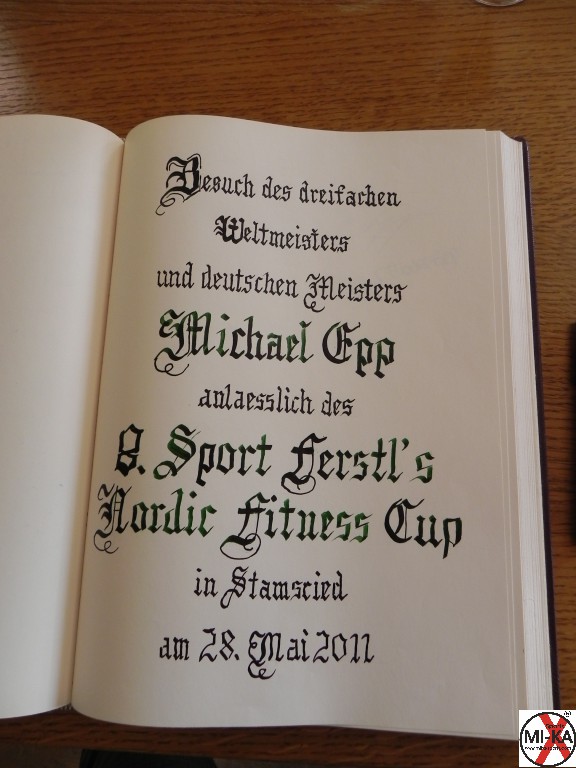 Besuch des dreifachen
Weltmeisters
und deutschen Meisters
Michael Epp
anlaesslich des
8. Sport Ferstl's
Nordic Fitness Cup
in Stamsried
am 28. Mai 2011
MI-KA